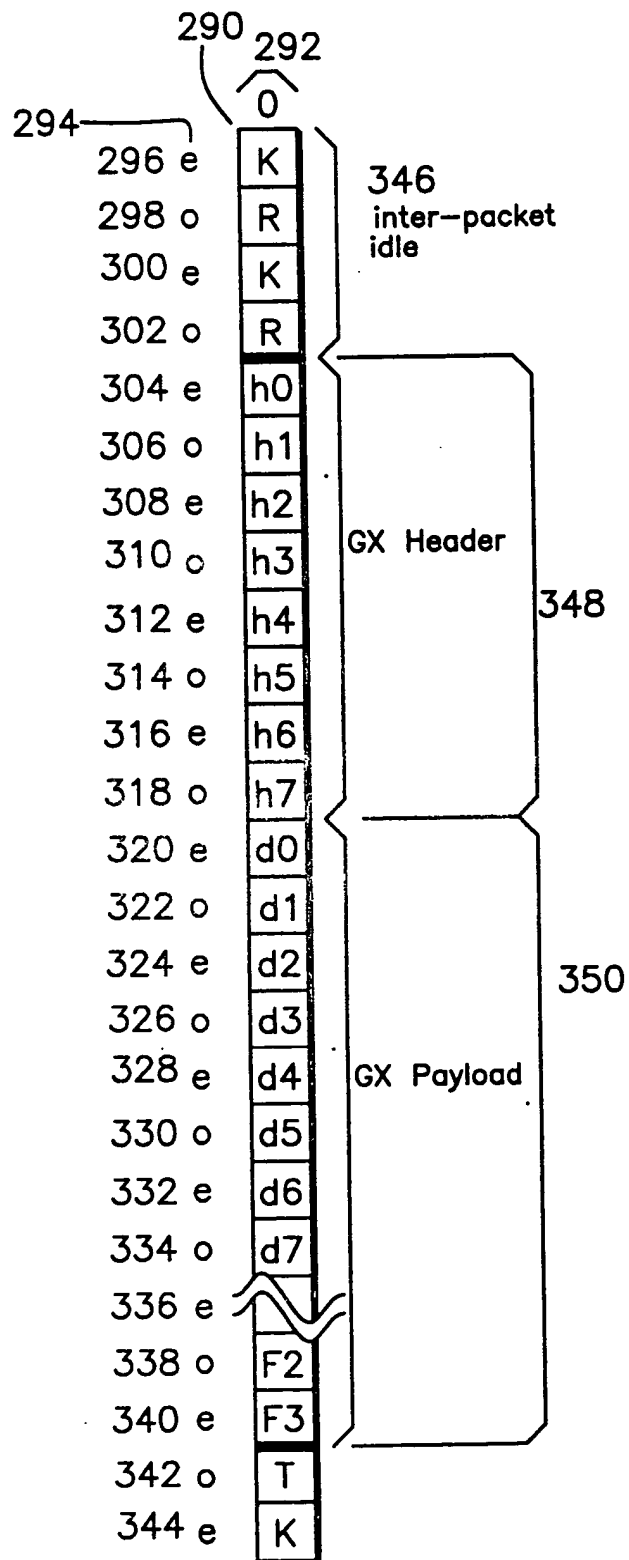 290 292
0
294
296 e K
298 o R
300 e K
302 o R
346
inter-packet
idle
304 e h0
306 o h1
308 e h2
310 o h3
312 e h4
314 o h5
316 e h6
318 o h7
GX Header
348
320 e d0
322 o d1
324 e d2
326 o d3
328 e d4
330 o d5
332 e d6
334 o d7
336 e
338 o F2
340 e F3
GX Payload
350
342 o T
344 e K